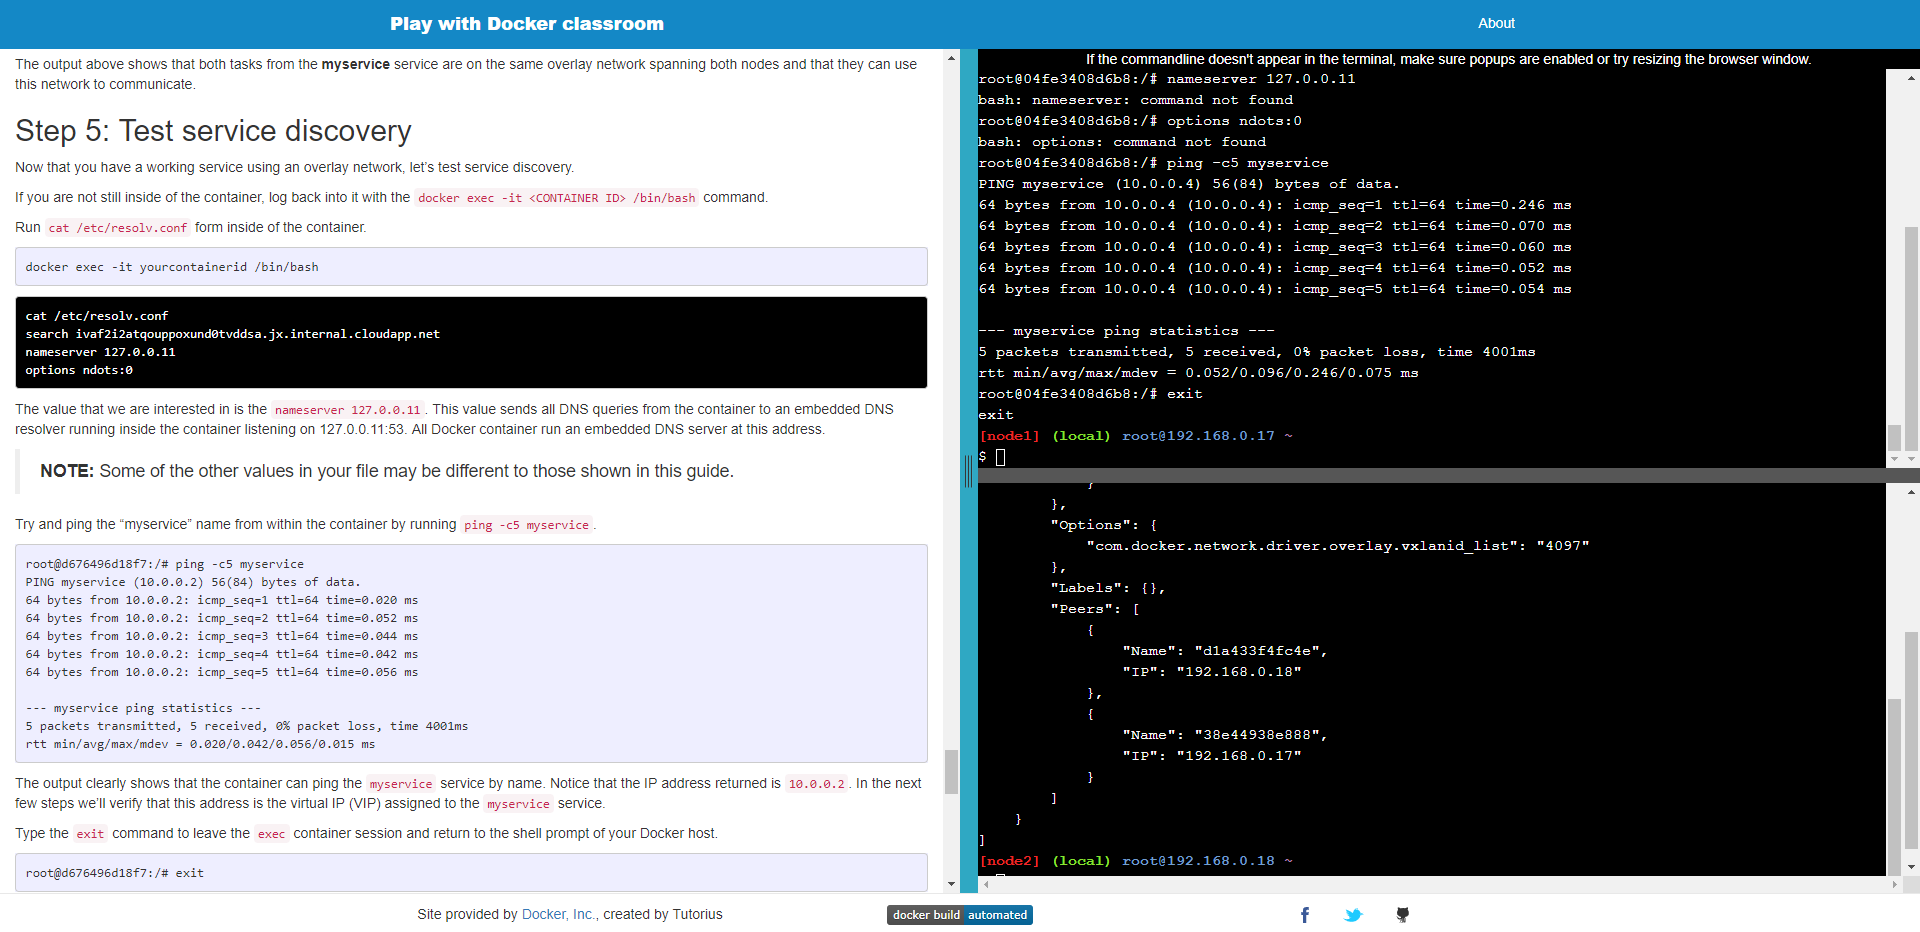 Play with Docker classroom
About
The output above shows that both tasks from the myservice service are on the same overlay network spanning both nodes and that they can use
this network to communicate.
Step 5: Test service discovery
Now that you have a working service using an overlay network, let’s test service discovery.
If you are not still inside of the container, log back into it with the docker exec -it <CONTAINER ID> /bin/bash command.
Run cat /etc/resolv.conf form inside of the container.
docker exec -it yourcontainerid /bin/bash
cat /etc/resolv.conf
search ivaf2i2atqouppoxund0tvddsa.jx.internal.cloudapp.net
nameserver 127.0.0.11
options ndots:0
The value that we are interested in is the nameserver 127.0.0.11. This value sends all DNS queries from the container to an embedded DNS
resolver running inside the container listening on 127.0.0.11:53. All Docker container run an embedded DNS server at this address.
NOTE: Some of the other values in your file may be different to those shown in this guide.
Try and ping the “myservice” name from within the container by running ping -c5 myservice.
root@d676496d18f7:/# ping -c5 myservice
PING myservice (10.0.0.2) 56(84) bytes of data.
64 bytes from 10.0.0.2: icmp_seq=1 ttl=64 time=0.020 ms
64 bytes from 10.0.0.2: icmp_seq=2 ttl=64 time=0.052 ms
64 bytes from 10.0.0.2: icmp_seq=3 ttl=64 time=0.044 ms
64 bytes from 10.0.0.2: icmp_seq=4 ttl=64 time=0.042 ms
64 bytes from 10.0.0.2: icmp_seq=5 ttl=64 time=0.056 ms
--- myservice ping statistics ---
5 packets transmitted, 5 received, 0% packet loss, time 4001ms
rtt min/avg/max/mdev = 0.020/0.042/0.056/0.015 ms
The output clearly shows that the container can ping the myservice service by name. Notice that the IP address returned is 10.0.0.2. In the next
few steps we’ll verify that this address is the virtual IP (VIP) assigned to the myservice service.
Type the exit command to leave the exec container session and return to the shell prompt of your Docker host.
root@d676496d18f7:/# exit
If the commandline doesn't appear in the terminal, make sure popups are enabled or try resizing the browser window.
root@04fe3408d6b8:/# nameserver 127.0.0.11
bash: nameserver: command not found
root@04fe3408d6b8:/# options ndots:0
bash: options: command not found
root@04fe3408d6b8:/# ping -c5 myservice
PING myservice (10.0.0.4) 56(84) bytes of data.
64 bytes from 10.0.0.4 (10.0.0.4): icmp_seq=1 ttl=64 time=0.246 ms
64 bytes from 10.0.0.4 (10.0.0.4): icmp_seq=2 ttl=64 time=0.070 ms
64 bytes from 10.0.0.4 (10.0.0.4): icmp_seq=3 ttl=64 time=0.060 ms
64 bytes from 10.0.0.4 (10.0.0.4): icmp_seq=4 ttl=64 time=0.052 ms
64 bytes from 10.0.0.4 (10.0.0.4): icmp_seq=5 ttl=64 time=0.054 ms
--- myservice ping statistics ---
5 packets transmitted, 5 received, 0% packet loss, time 4001ms
rtt min/avg/max/mdev = 0.052/0.096/0.246/0.075 ms
root@04fe3408d6b8:/# exit
exit
[node1] (local) root@192.168.0.17 ~
$
}
},
"Options": {
"com.docker.network.driver.overlay.vxlanid_list": "4097"
},
"Labels": {},
"Peers": [
{
"Name": "d1a433f4fc4e",
"IP": "192.168.0.18"
},
{
"Name": "38e44938e888",
"IP": "192.168.0.17"
}
]
}
]
[node2] (local) root@192.168.0.18 ~
Site provided by Docker, Inc., created by Tutorius
docker build automated